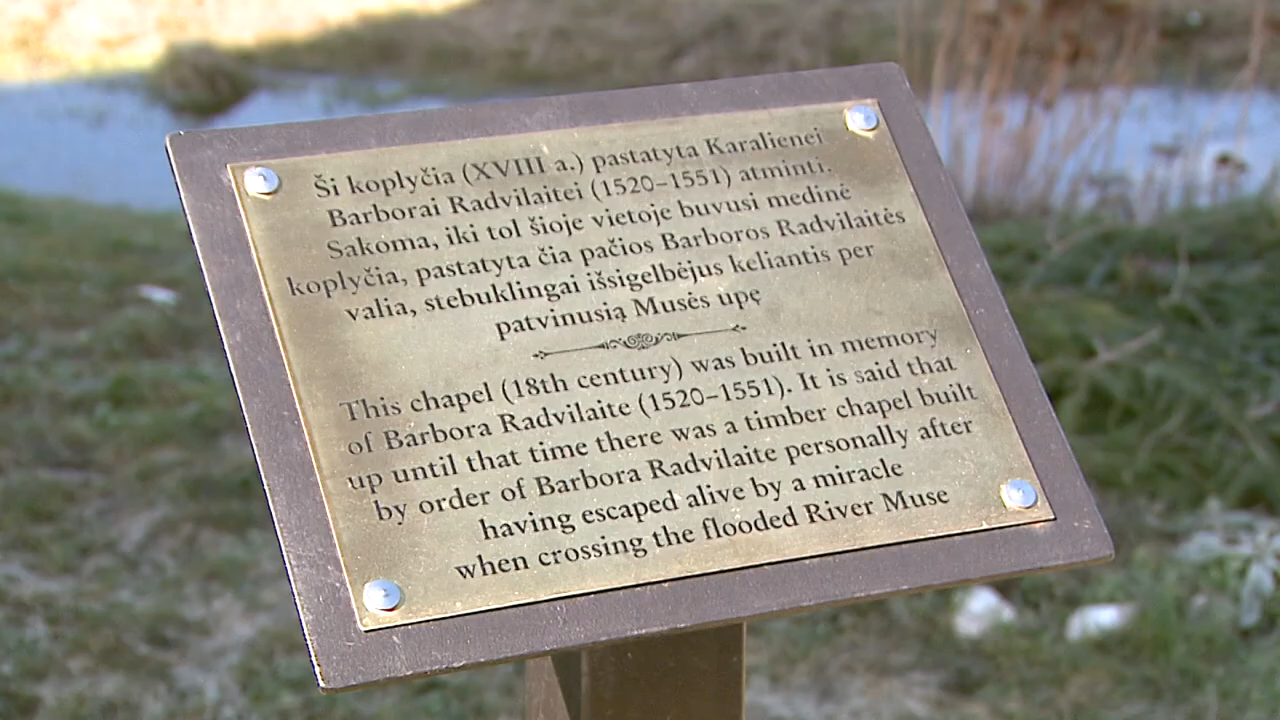 Ši koplyčia (XVIII a.) pastatyta Karalienei
Barborai Radvilaitei (1520–1551) atminti.
Sakoma, iki tol šioje vietoje buvusi medinė
koplyčia, pastatyta čia pačios Barboros Radvilaitės
valia, stebuklingai išsigelbėjus keliantis per
patvinusią Musės upę
This chapel (18th century) was built in memory
of Barbora Radvilaite (1520–1551). It is said that
up until that time there was a timber chapel built
by order of Barbora Radvilaite personally after
having escaped alive by a miracle
when crossing the flooded River Muse